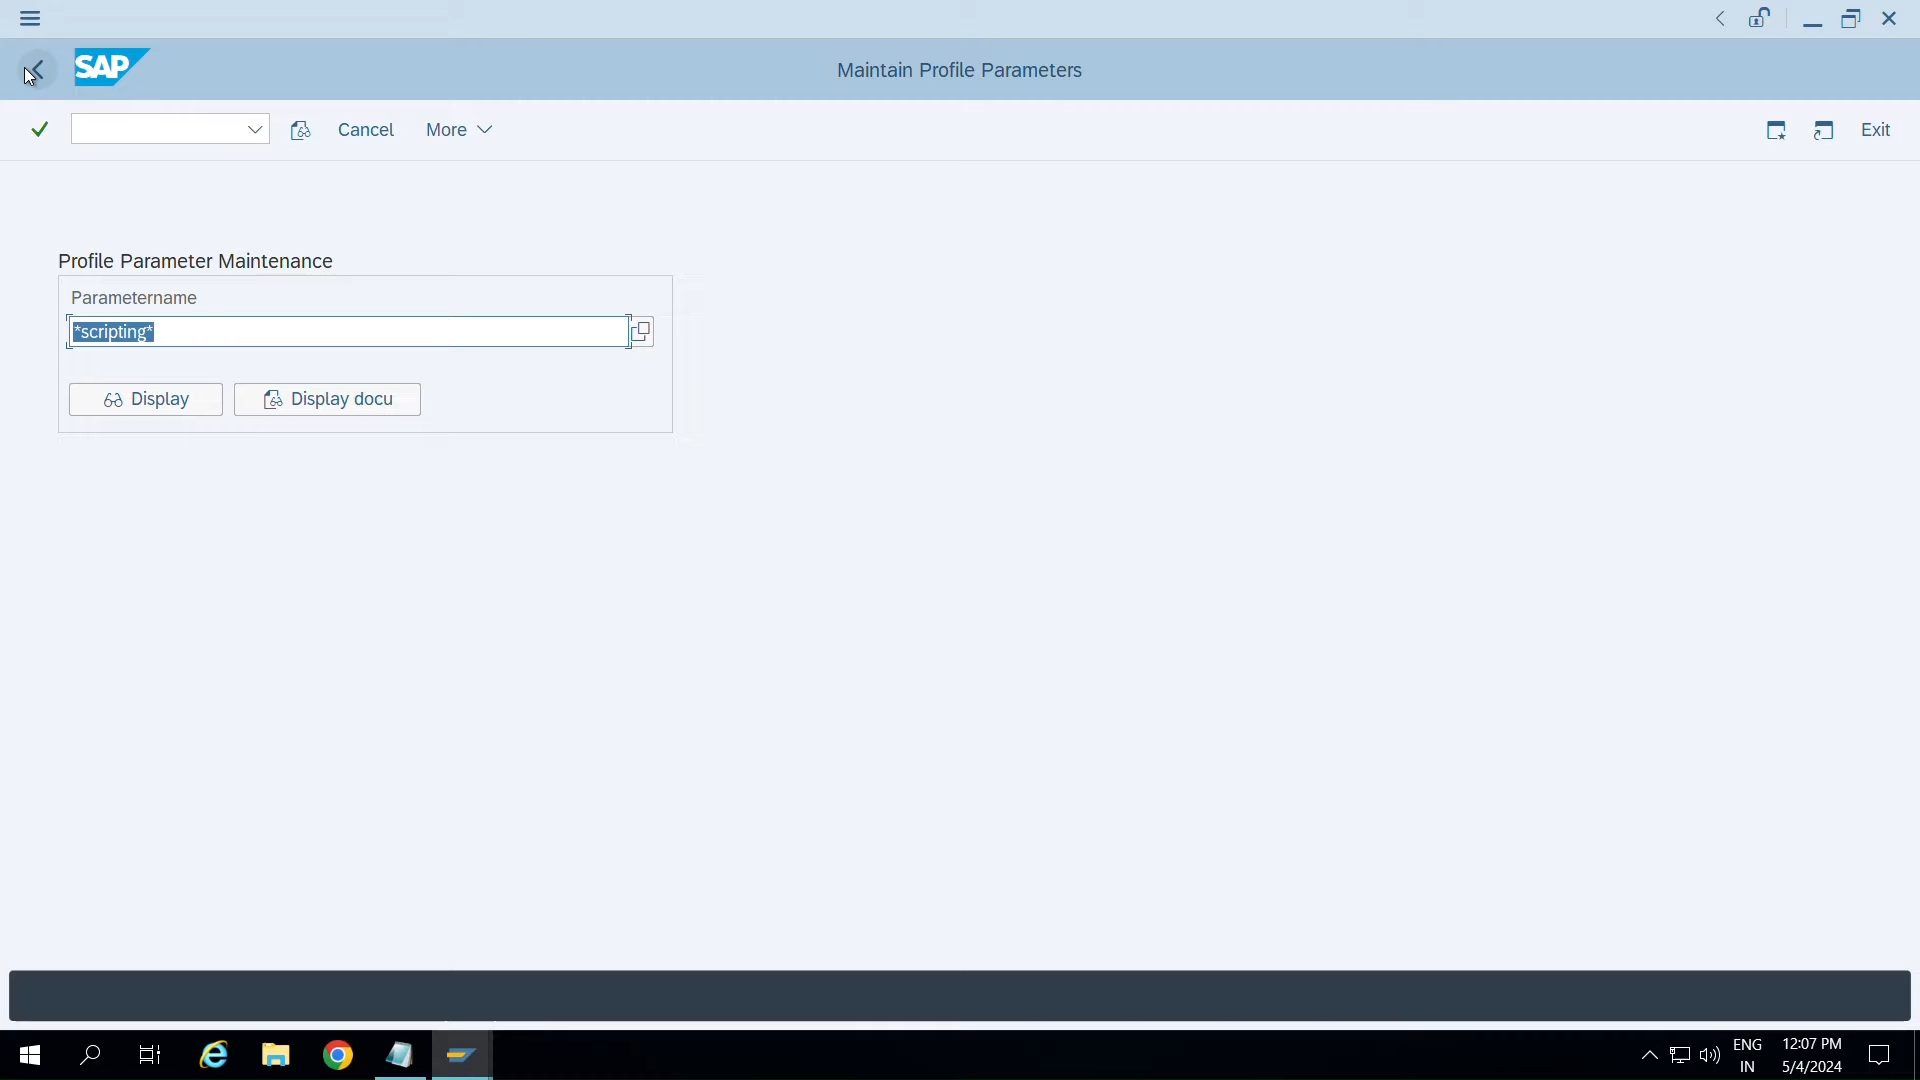 SAP
Maintain Profile Parameters
Cancel More Exit
Profile Parameter Maintenance
Parametername
*scripting*
Display Display docu
ENG 12:07 PM
IN 5/4/2024